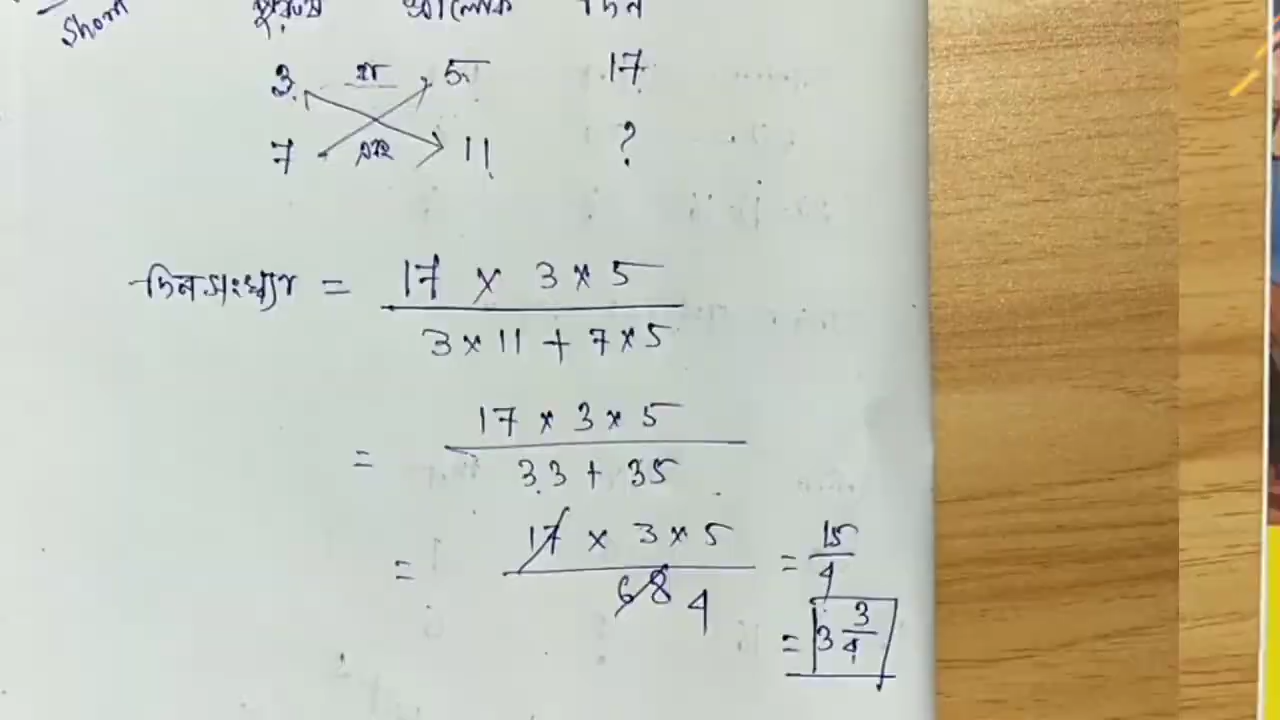 Short পুরুষ স্ত্রীলোক দিন
3 বা 5 17
7 এবং 11 ?
দিনসংখ্যা = 17 × 3 × 5
3 × 11 + 7 × 5
= 17 × 3 × 5
33 + 35
= 17 × 3 × 5 = 15
68 4 4
= 3 3/4